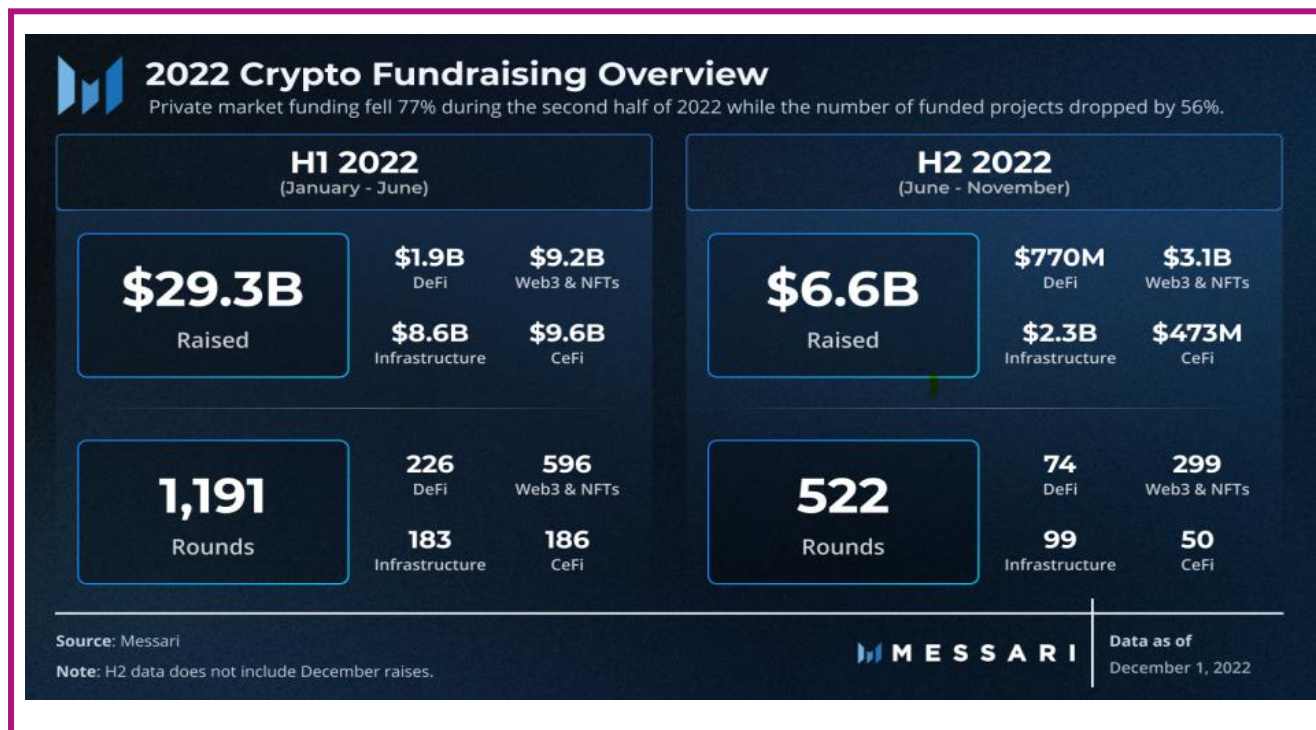 2022 Crypto Fundraising Overview
Private market funding fell 77% during the second half of 2022 while the number of funded projects dropped by 56%.
H1 2022
(January - June)
$29.3B
Raised
$1.9B
DeFi
$9.2B
Web3 & NFTs
$8.6B
Infrastructure
$9.6B
CeFi
1,191
Rounds
226
DeFi
596
Web3 & NFTs
183
Infrastructure
186
CeFi
H2 2022
(June - November)
$6.6B
Raised
$770M
DeFi
$3.1B
Web3 & NFTs
$2.3B
Infrastructure
$473M
CeFi
522
Rounds
74
DeFi
299
Web3 & NFTs
99
Infrastructure
50
CeFi
Source: Messari
Note: H2 data does not include December raises.
MESSARI
Data as of
December 1, 2022